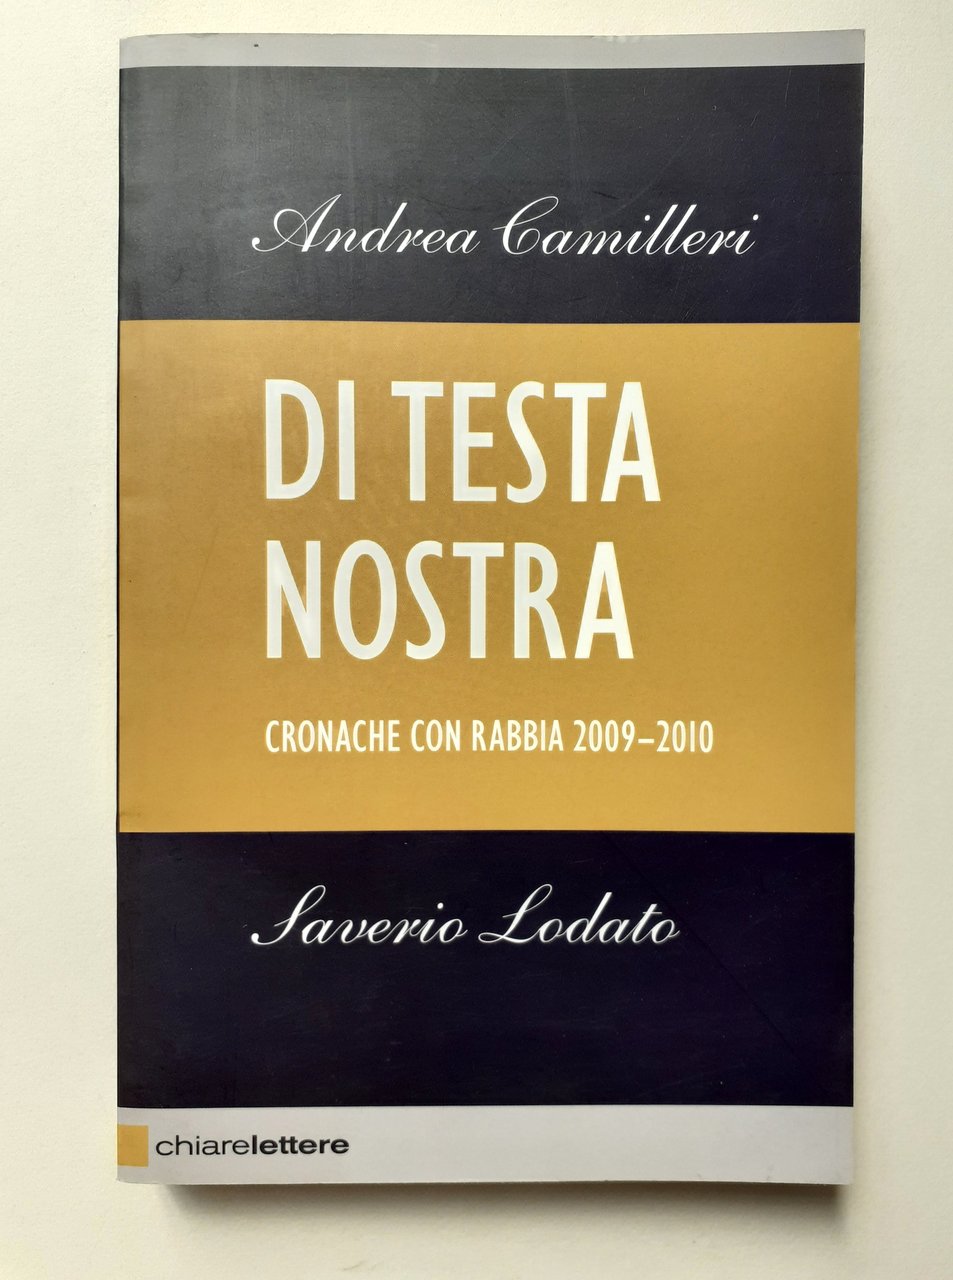 Andrea Camilleri
DI TESTA
NOSTRA
CRONACHE CON RABBIA 2009–2010
Saverio Lodato
chiarelettere